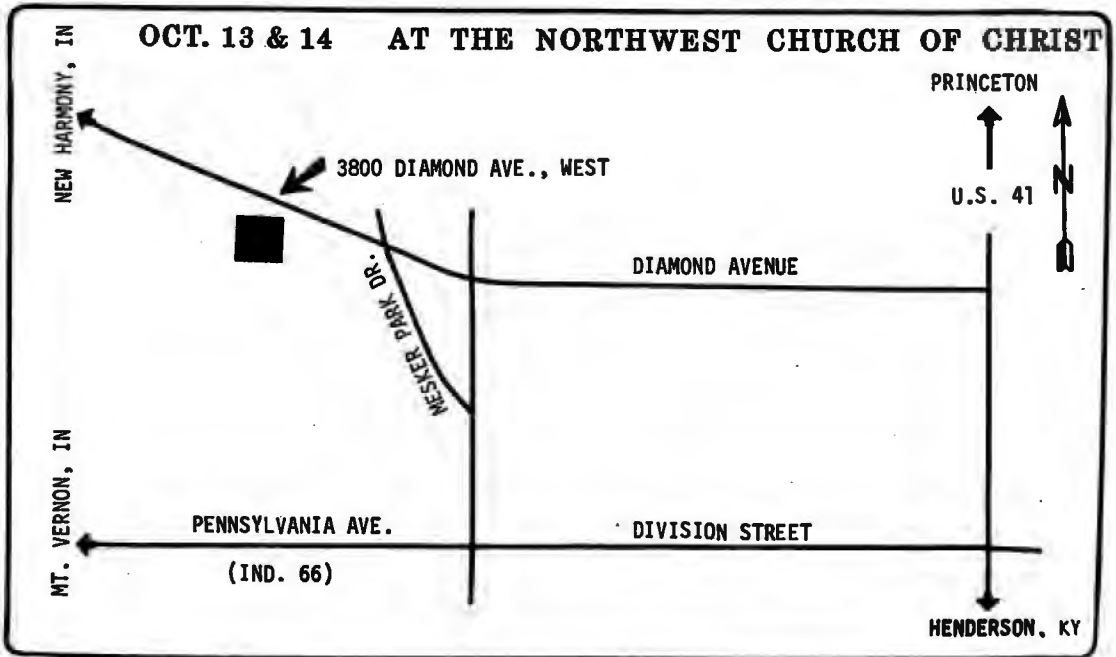 OCT. 13 & 14 AT THE NORTHWEST CHURCH OF CHRIST
NEW HARMONY, IN
PRINCETON
3800 DIAMOND AVE., WEST
N
U.S. 41
DIAMOND AVENUE
MESKER PARK DR.
MT. VERNON, IN
PENNSYLVANIA AVE.
DIVISION STREET
(IND. 66)
HENDERSON, KY